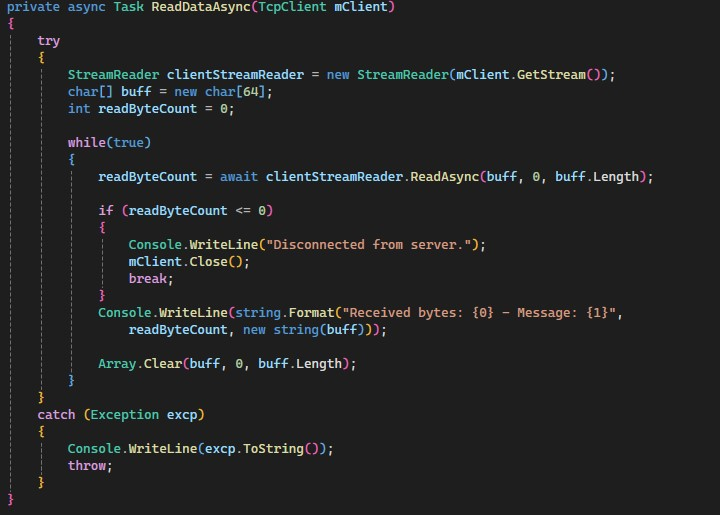 private async Task ReadDataAsync(TcpClient mClient)
{
    try
    {
        StreamReader clientStreamReader = new StreamReader(mClient.GetStream());
        char[] buff = new char[64];
        int readByteCount = 0;

        while(true)
        {
            readByteCount = await clientStreamReader.ReadAsync(buff, 0, buff.Length);

            if (readByteCount <= 0)
            {
                Console.WriteLine("Disconnected from server.");
                mClient.Close();
                break;
            }
            Console.WriteLine(string.Format("Received bytes: {0} - Message: {1}",
                readByteCount, new string(buff)));

            Array.Clear(buff, 0, buff.Length);
        }
    }
    catch (Exception excp)
    {
        Console.WriteLine(excp.ToString());
        throw;
    }
}